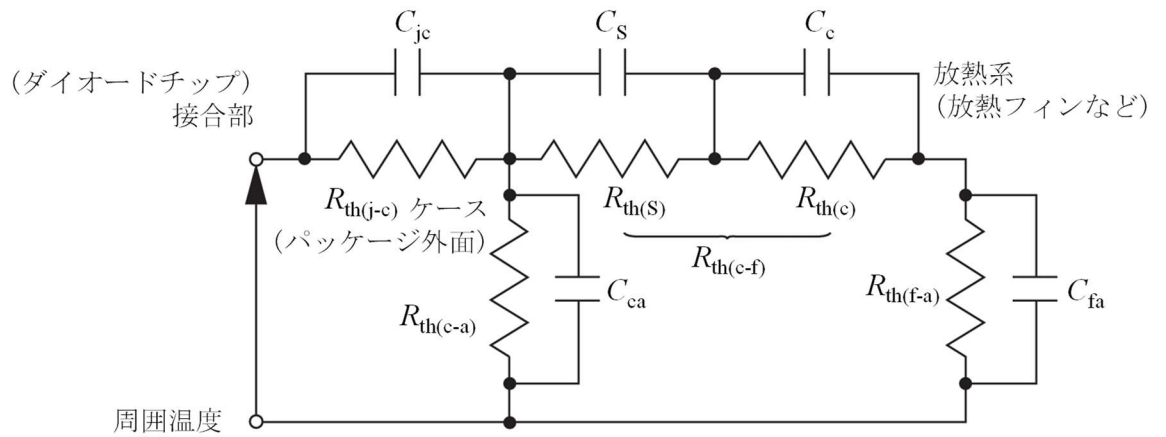 C_jc
C_S
C_c
(ダイオードチップ)
接合部
放熱系
(放熱フィンなど)
R_th(j-c) ケース
(パッケージ外面)
R_th(S)
R_th(c)
R_th(c-f)
R_th(c-a)
C_ca
R_th(f-a)
C_fa
周囲温度